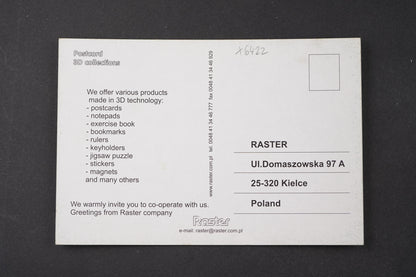 Postcard
3D collections
We offer various products
made in 3D technology:
- postcards
- notepads
- exercise book
- bookmarks
- rulers
- keyholders
- jigsaw puzzle
- stickers
- magnets
and many others
We warmly invite you to co-operate with us.
Greetings from Raster company
www.raster.com.pl tel. 0048 41 34 46 777 fax 0048 41 34 46 929
x6422
RASTER
Ul.Domaszowska 97 A
25-320 Kielce
Poland
Raster
e-mail. raster@raster.com.pl